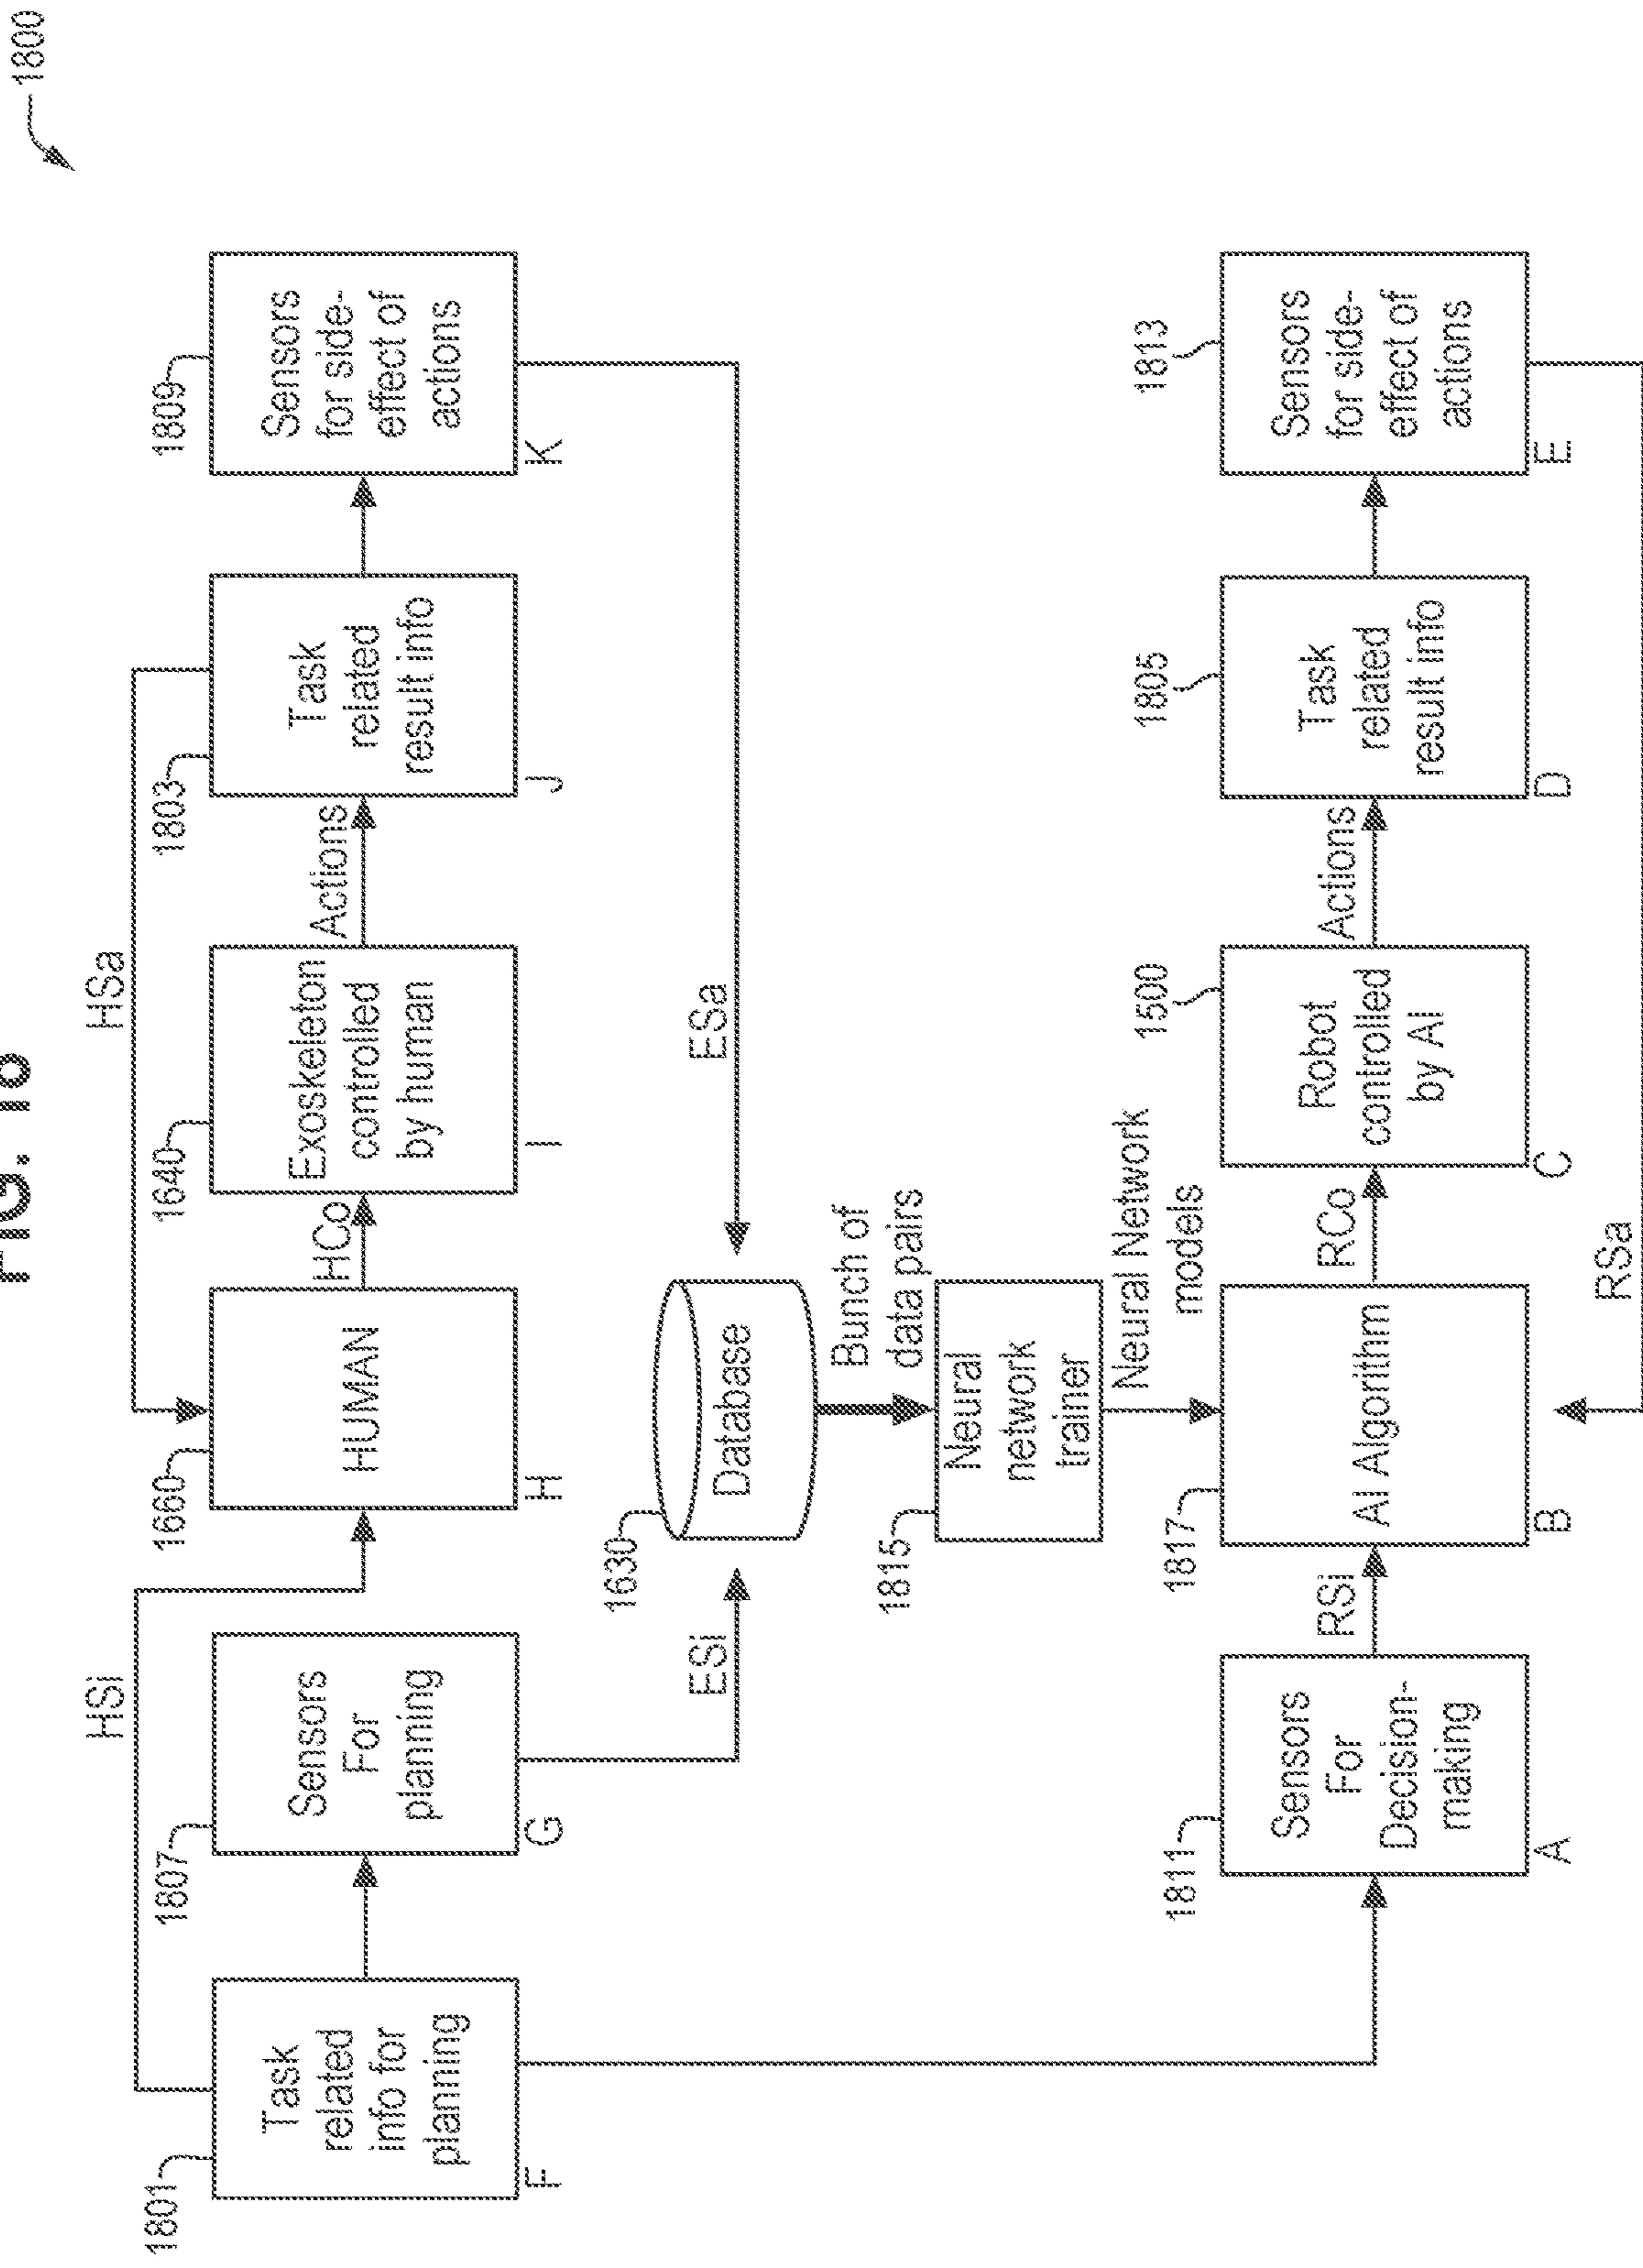 FIG. 18
1800
HSi
HSa
1801
1807
1660
1640
1803
1809
Task
related
info for
planning
F
Sensors
For
planning
G
HUMAN
H
HCo
Exoskeleton
controlled
by human
I
Actions
Task
related
result info
J
Sensors
for side-
effect of
actions
K
1630
ESi
Database
ESa
Bunch of
data pairs
1815
Neural
network
trainer
Neural Network
models
1811
1817
1500
1805
1813
Sensors
For
Decision-
making
A
RSi
AI Algorithm
B
RCo
Robot
controlled
by AI
C
Actions
Task
related
result info
D
Sensors
for side-
effect of
actions
E
RSa